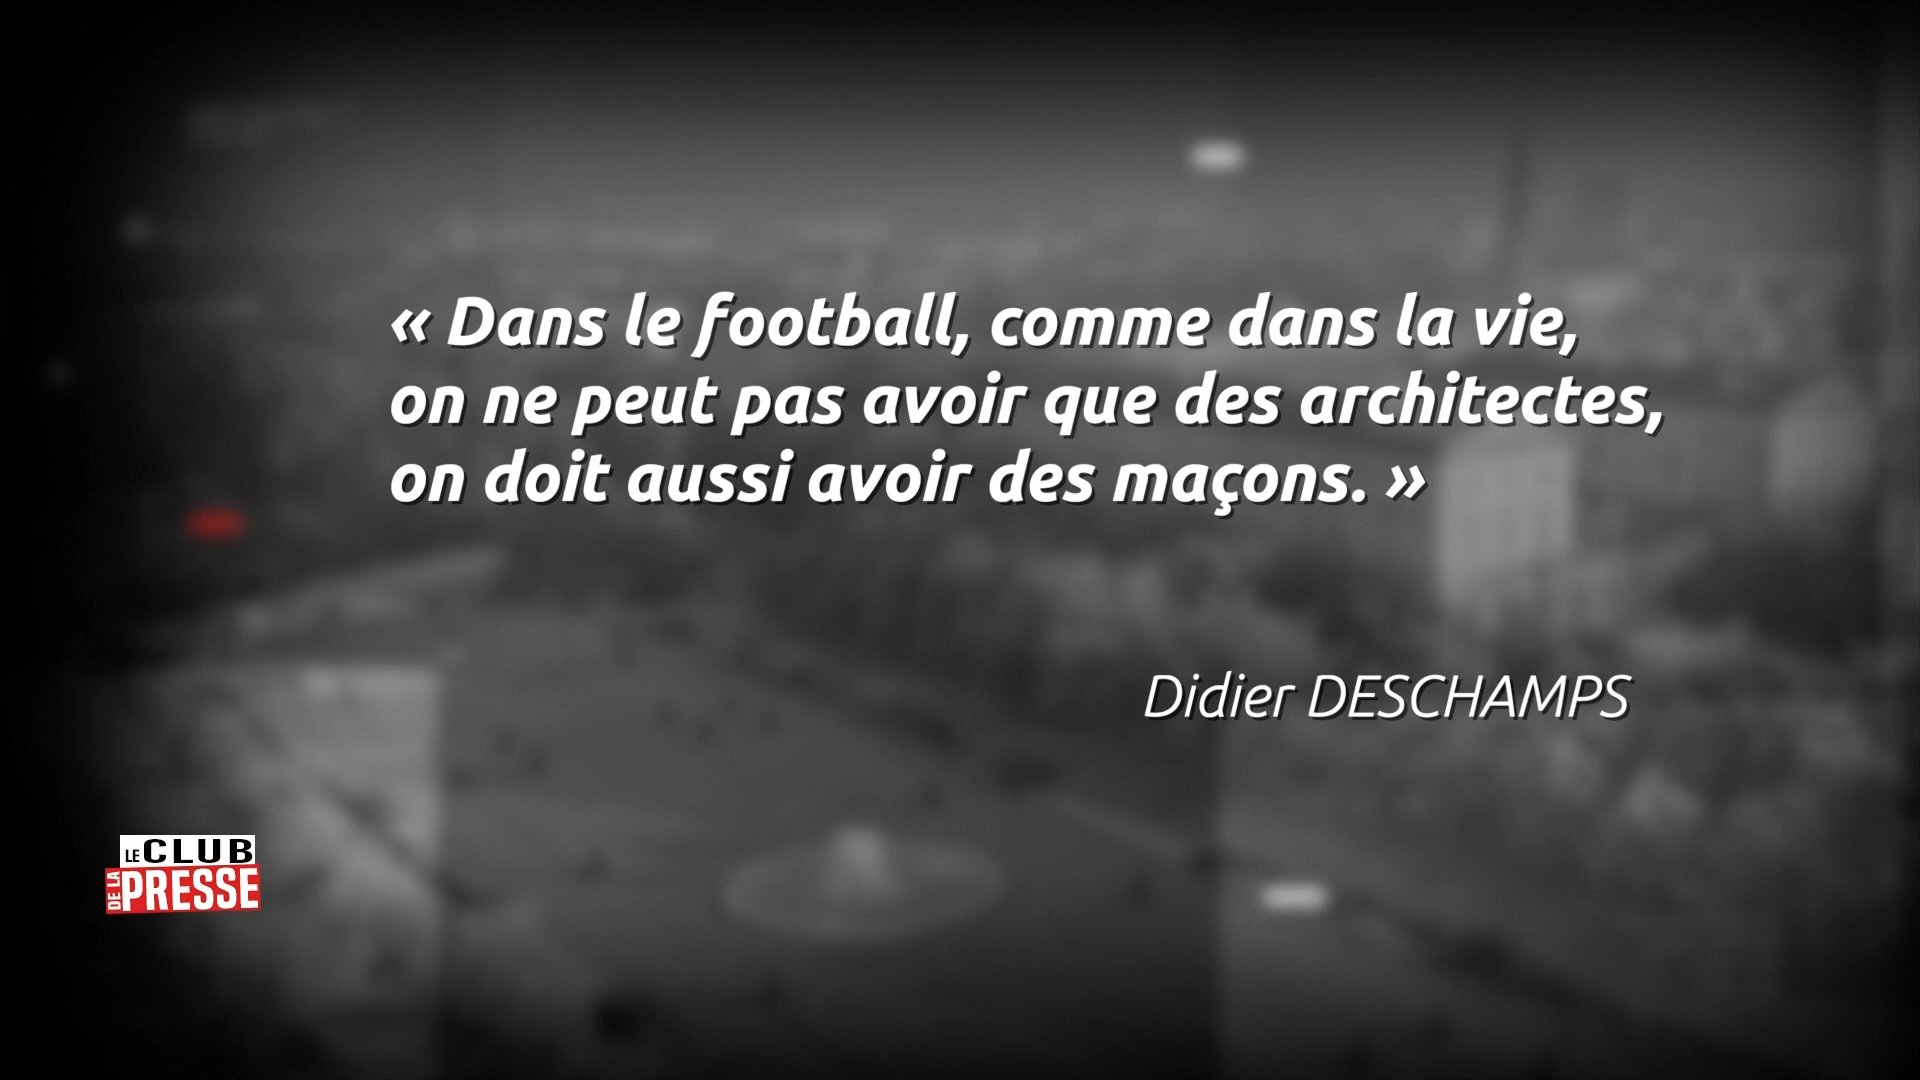 « Dans le football, comme dans la vie,
on ne peut pas avoir que des architectes,
on doit aussi avoir des maçons. »
Didier DESCHAMPS
LE CLUB
DE LA PRESSE